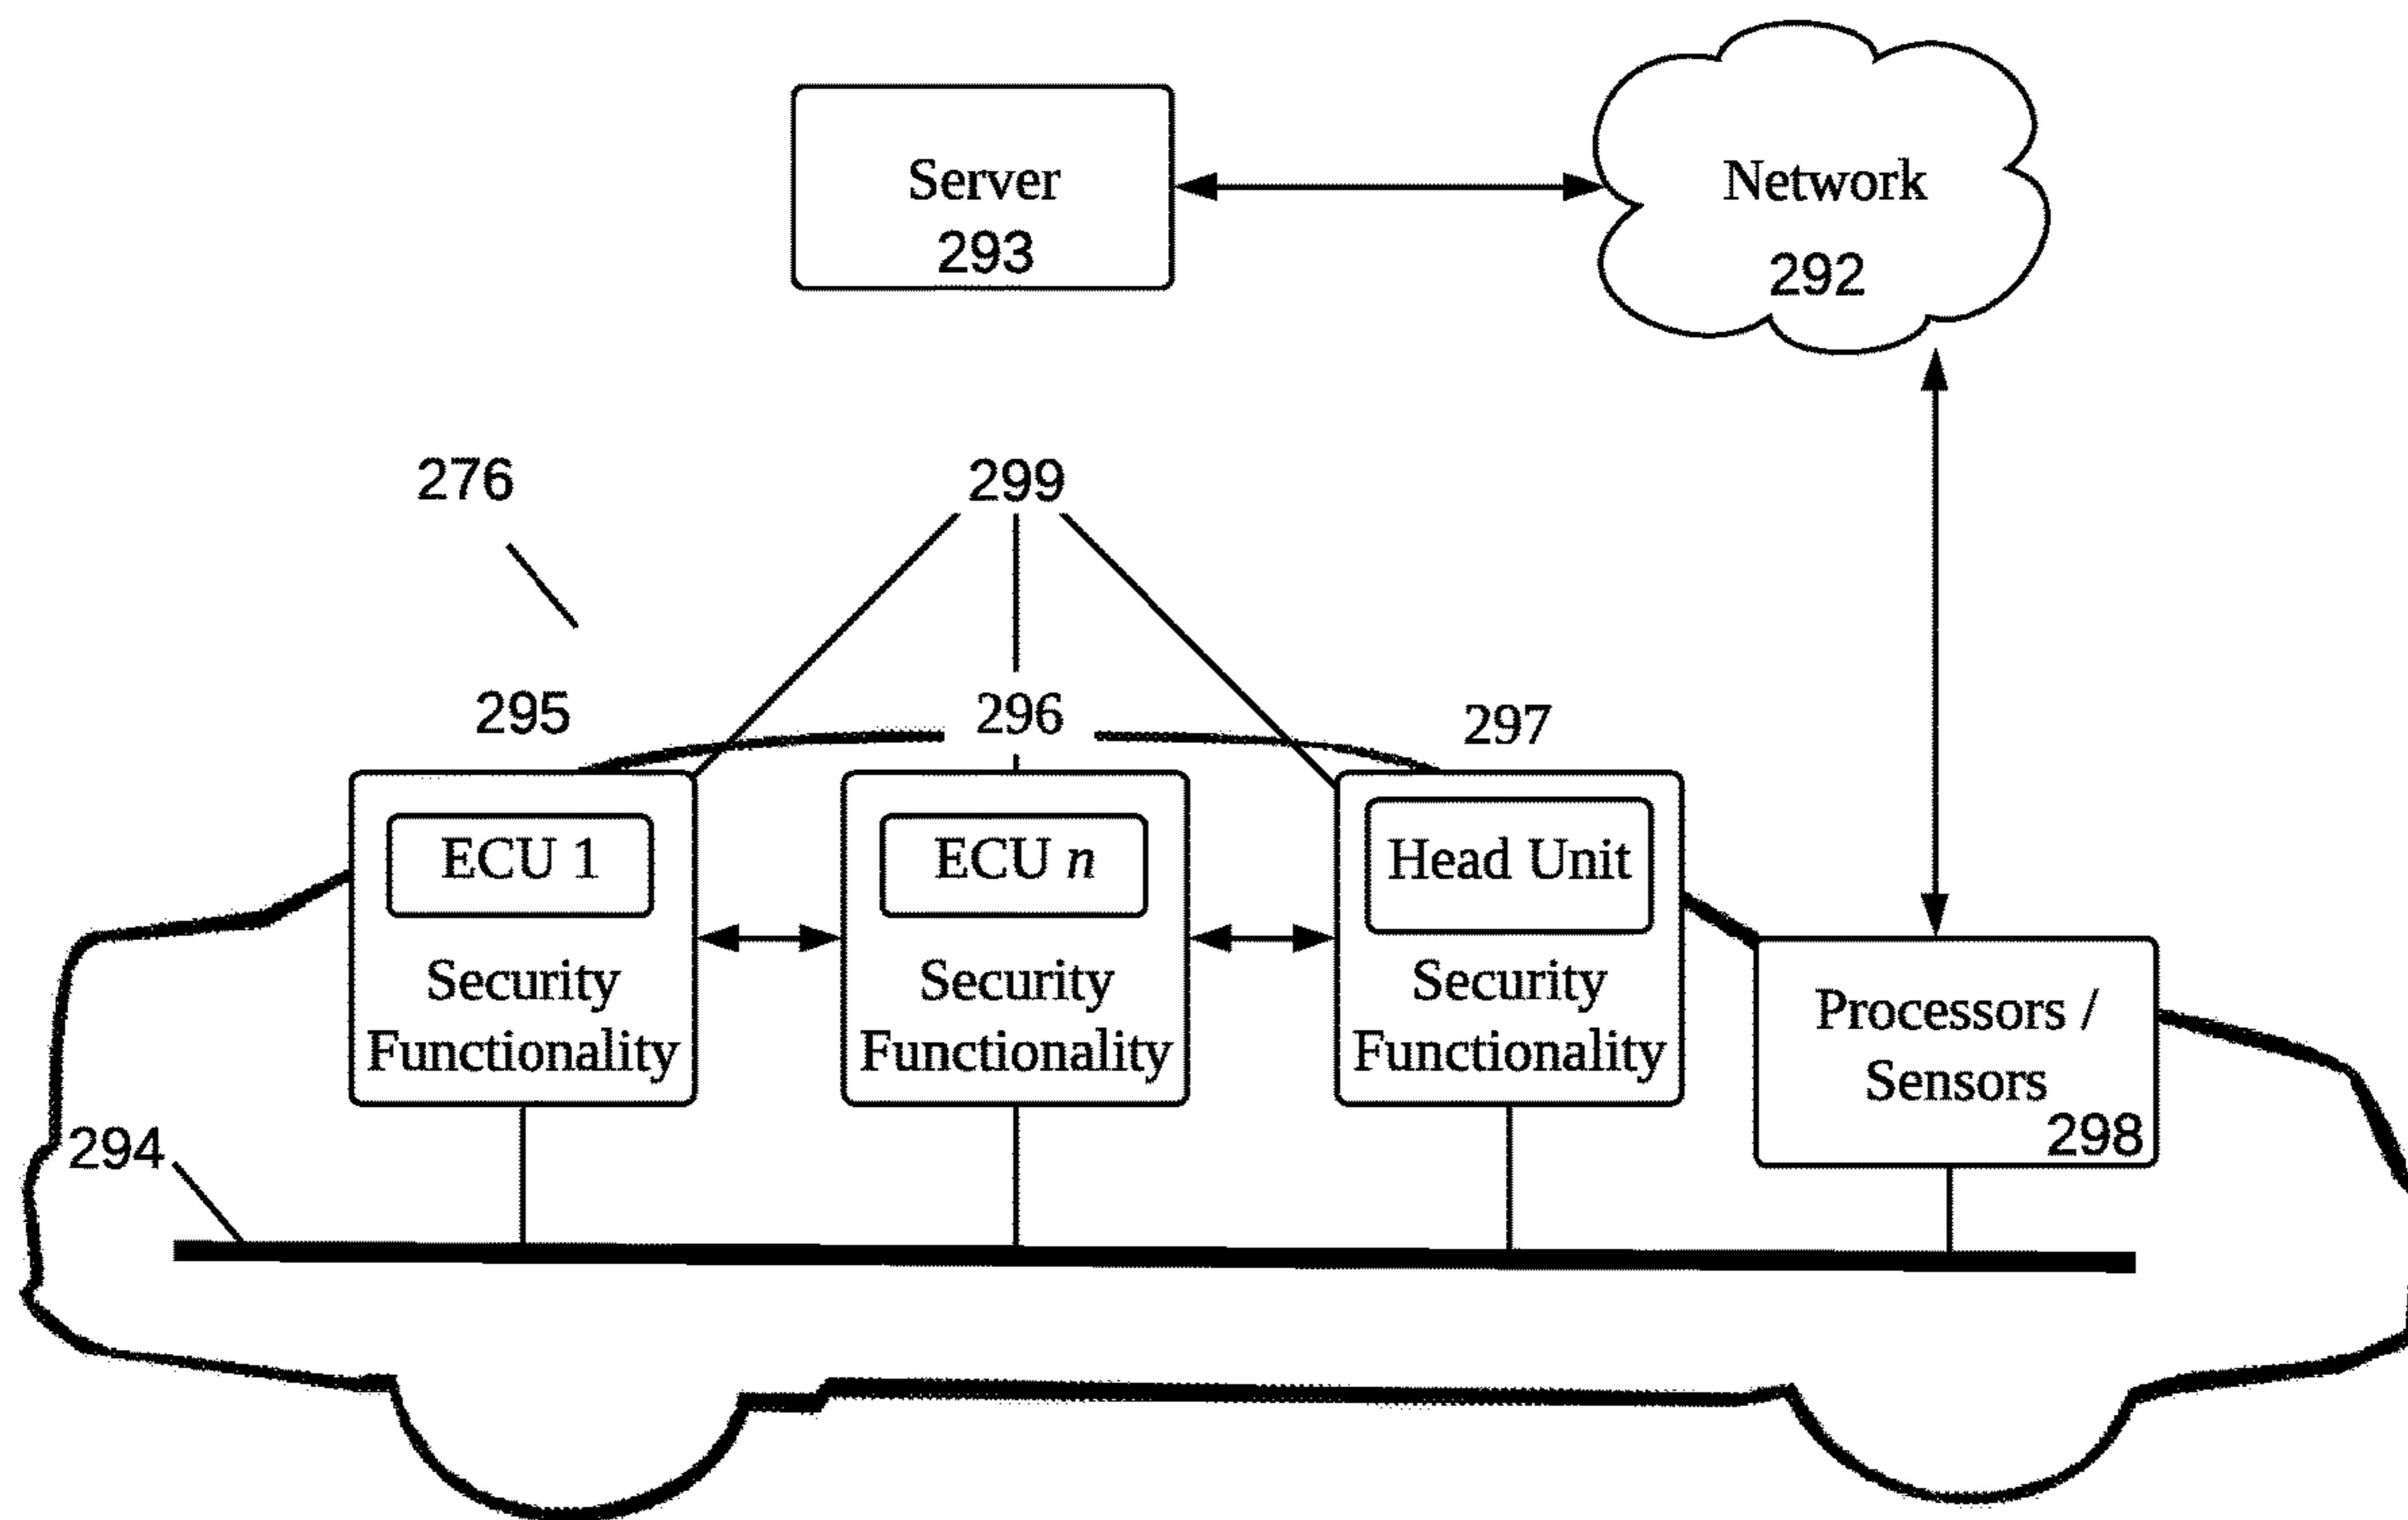 Server
293
Network
292
276
299
295
296
297
ECU 1
Security
Functionality
ECU n
Security
Functionality
Head Unit
Security
Functionality
Processors /
Sensors
298
294